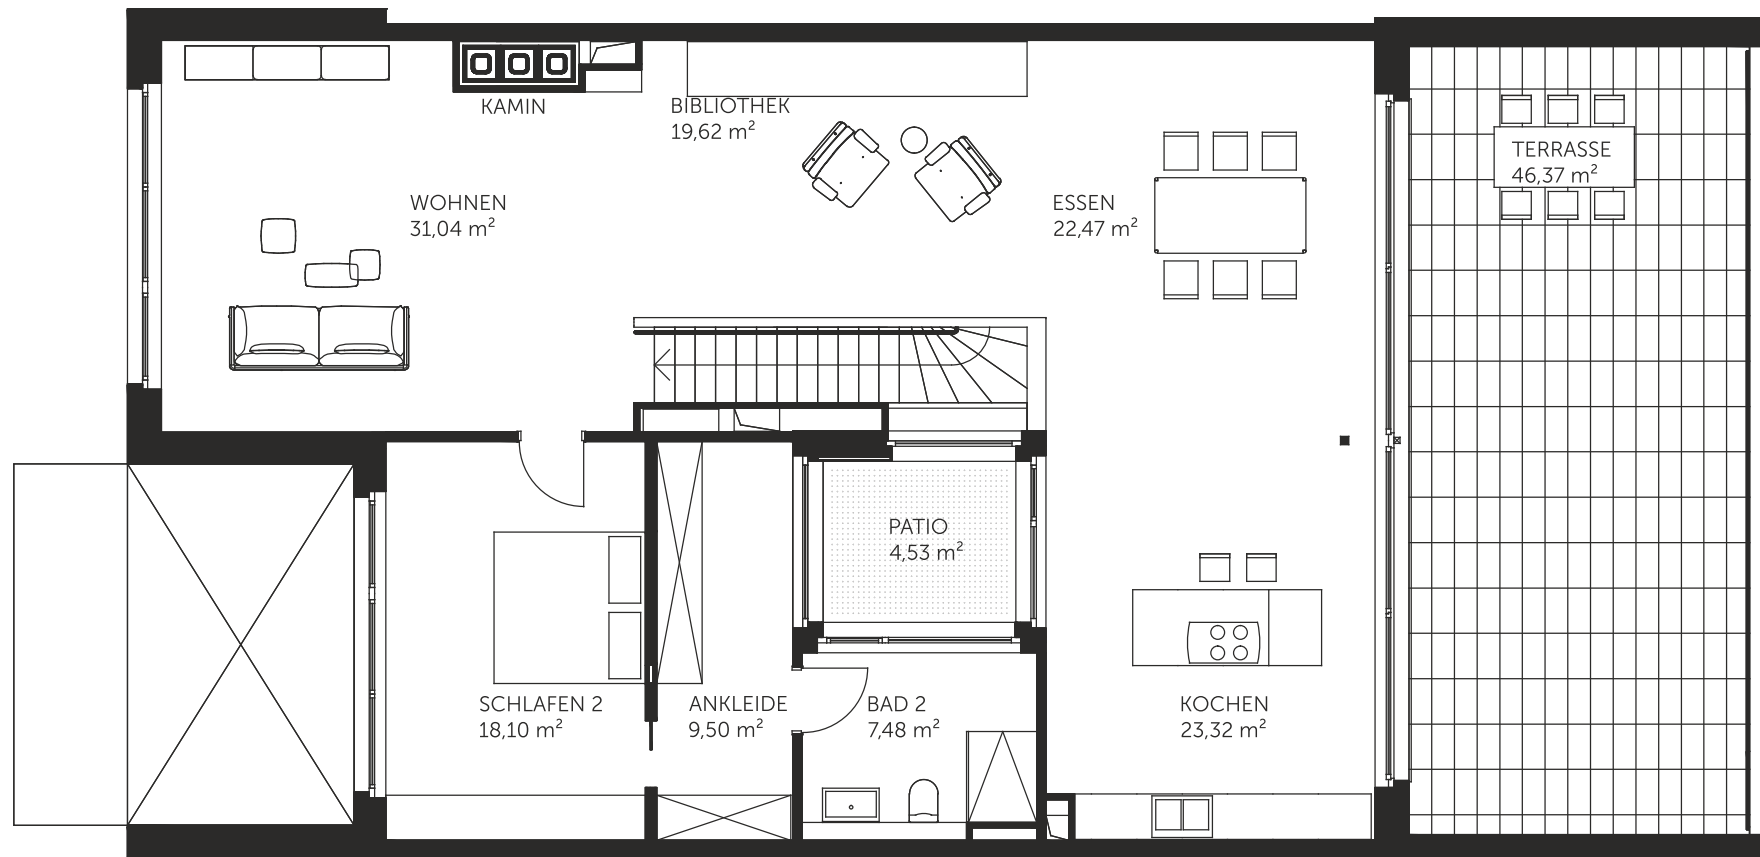 KAMIN
BIBLIOTHEK
19,62 m²
TERRASSE
46,37 m²
WOHNEN
31,04 m²
ESSEN
22,47 m²
PATIO
4,53 m²
SCHLAFEN 2
18,10 m²
ANKLEIDE
9,50 m²
BAD 2
7,48 m²
KOCHEN
23,32 m²